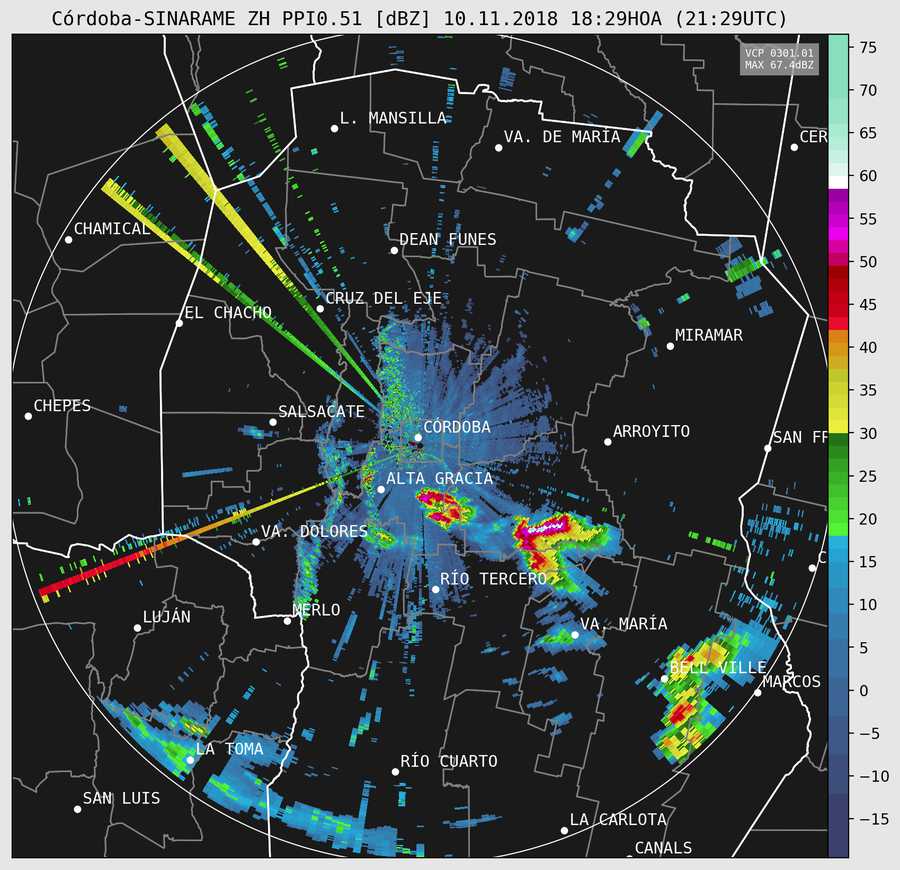 Córdoba-SINARAME ZH PPI0.51 [dBZ] 10.11.2018 18:29HOA (21:29UTC)
VCP 0301.01
MAX 67.4dBZ
L. MANSILLA
VA. DE MARÍA
CER
CHAMICAL
DEAN FUNES
CRUZ DEL EJE
EL CHACHO
MIRAMAR
CHEPES
SALSACATE
CÓRDOBA
ARROYITO
SAN FR
ALTA GRACIA
VA. DOLORES
C
RÍO TERCERO
MERLO
LUJÁN
VA. MARÍA
BELL VILLE
MARCOS
LA TOMA
RÍO CUARTO
SAN LUIS
LA CARLOTA
CANALS
75
70
65
60
55
50
45
40
35
30
25
20
15
10
5
0
−5
−10
−15